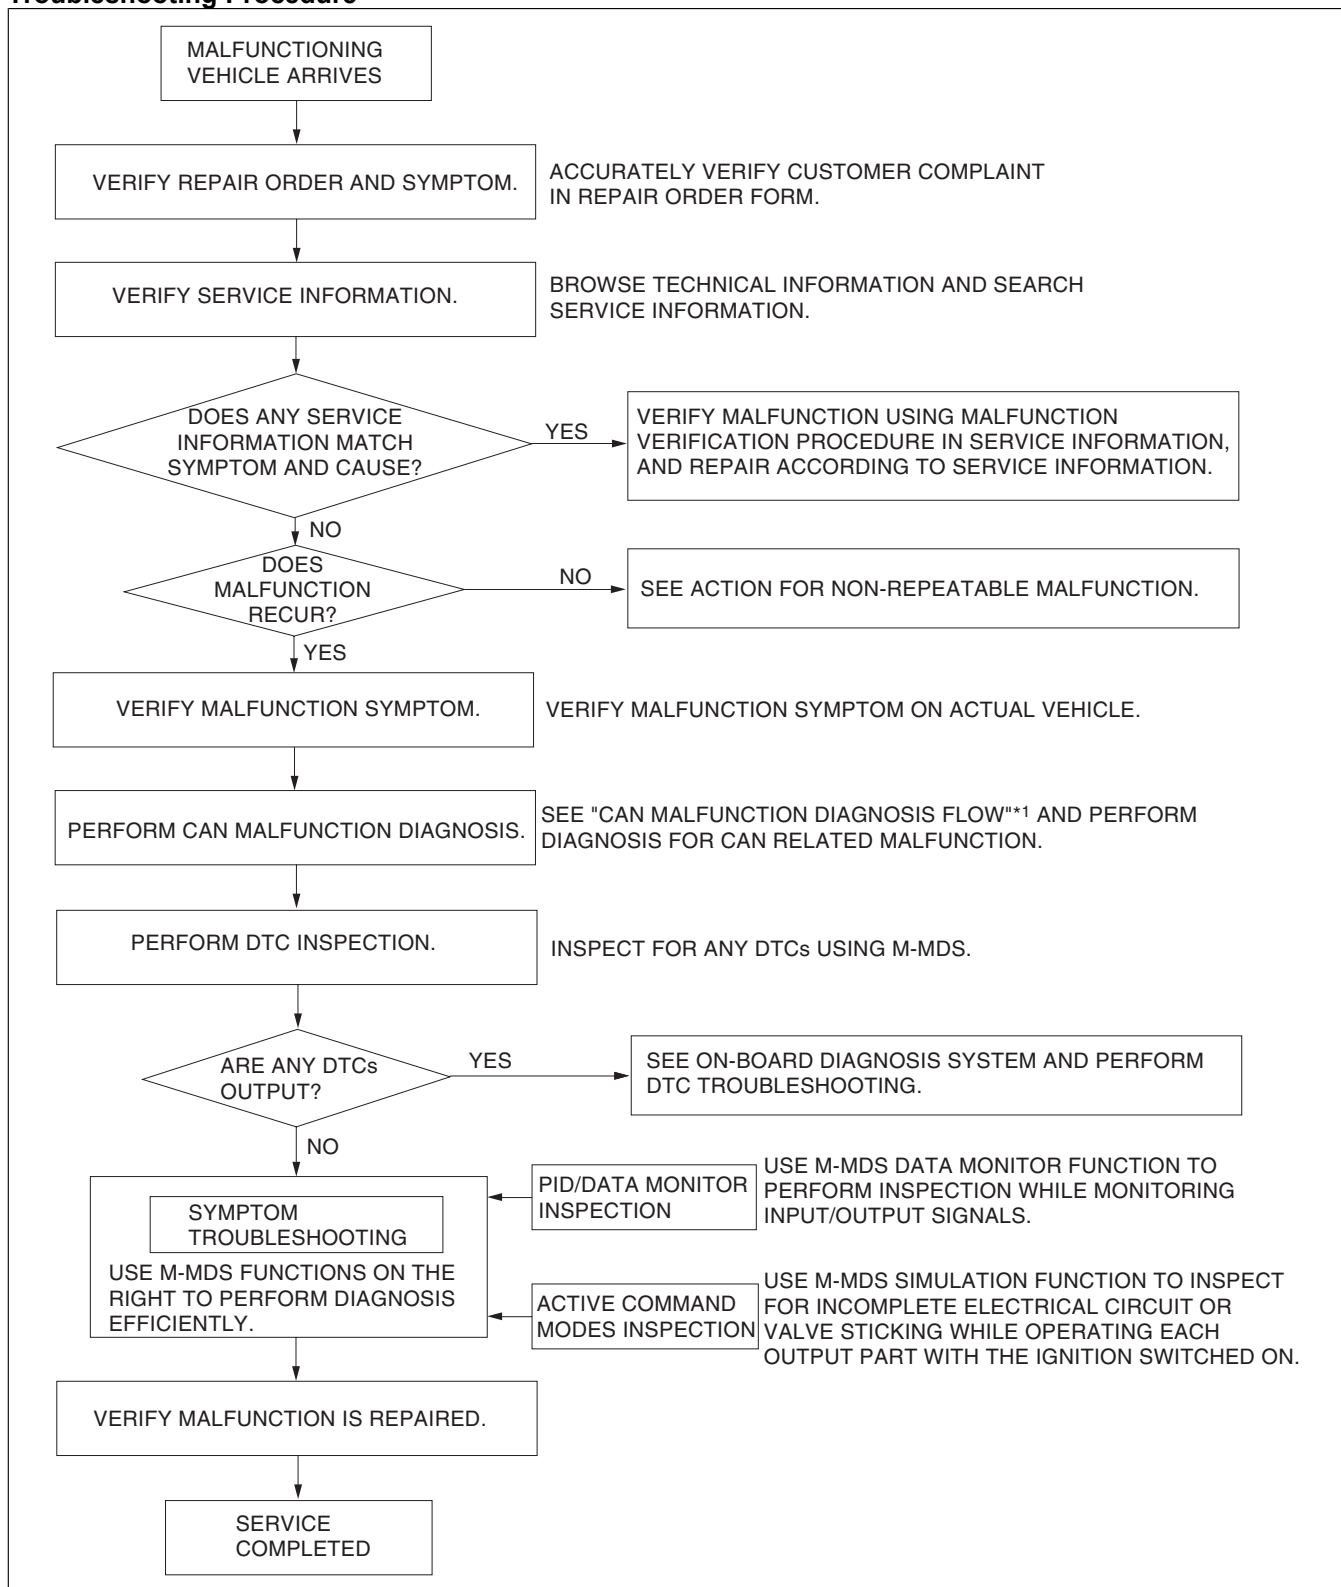 Troubleshooting Procedure
MALFUNCTIONING
VEHICLE ARRIVES
VERIFY REPAIR ORDER AND SYMPTOM.
ACCURATELY VERIFY CUSTOMER COMPLAINT
IN REPAIR ORDER FORM.
VERIFY SERVICE INFORMATION.
BROWSE TECHNICAL INFORMATION AND SEARCH
SERVICE INFORMATION.
DOES ANY SERVICE
INFORMATION MATCH
SYMPTOM AND CAUSE?
YES
VERIFY MALFUNCTION USING MALFUNCTION
VERIFICATION PROCEDURE IN SERVICE INFORMATION,
AND REPAIR ACCORDING TO SERVICE INFORMATION.
NO
DOES
MALFUNCTION
RECUR?
NO
SEE ACTION FOR NON-REPEATABLE MALFUNCTION.
YES
VERIFY MALFUNCTION SYMPTOM.
VERIFY MALFUNCTION SYMPTOM ON ACTUAL VEHICLE.
PERFORM CAN MALFUNCTION DIAGNOSIS.
SEE "CAN MALFUNCTION DIAGNOSIS FLOW"*1 AND PERFORM
DIAGNOSIS FOR CAN RELATED MALFUNCTION.
PERFORM DTC INSPECTION.
INSPECT FOR ANY DTCs USING M-MDS.
ARE ANY DTCs
OUTPUT?
YES
SEE ON-BOARD DIAGNOSIS SYSTEM AND PERFORM
DTC TROUBLESHOOTING.
NO
SYMPTOM
TROUBLESHOOTING
USE M-MDS FUNCTIONS ON THE
RIGHT TO PERFORM DIAGNOSIS
EFFICIENTLY.
PID/DATA MONITOR
INSPECTION
USE M-MDS DATA MONITOR FUNCTION TO
PERFORM INSPECTION WHILE MONITORING
INPUT/OUTPUT SIGNALS.
ACTIVE COMMAND
MODES INSPECTION
USE M-MDS SIMULATION FUNCTION TO INSPECT
FOR INCOMPLETE ELECTRICAL CIRCUIT OR
VALVE STICKING WHILE OPERATING EACH
OUTPUT PART WITH THE IGNITION SWITCHED ON.
VERIFY MALFUNCTION IS REPAIRED.
SERVICE
COMPLETED